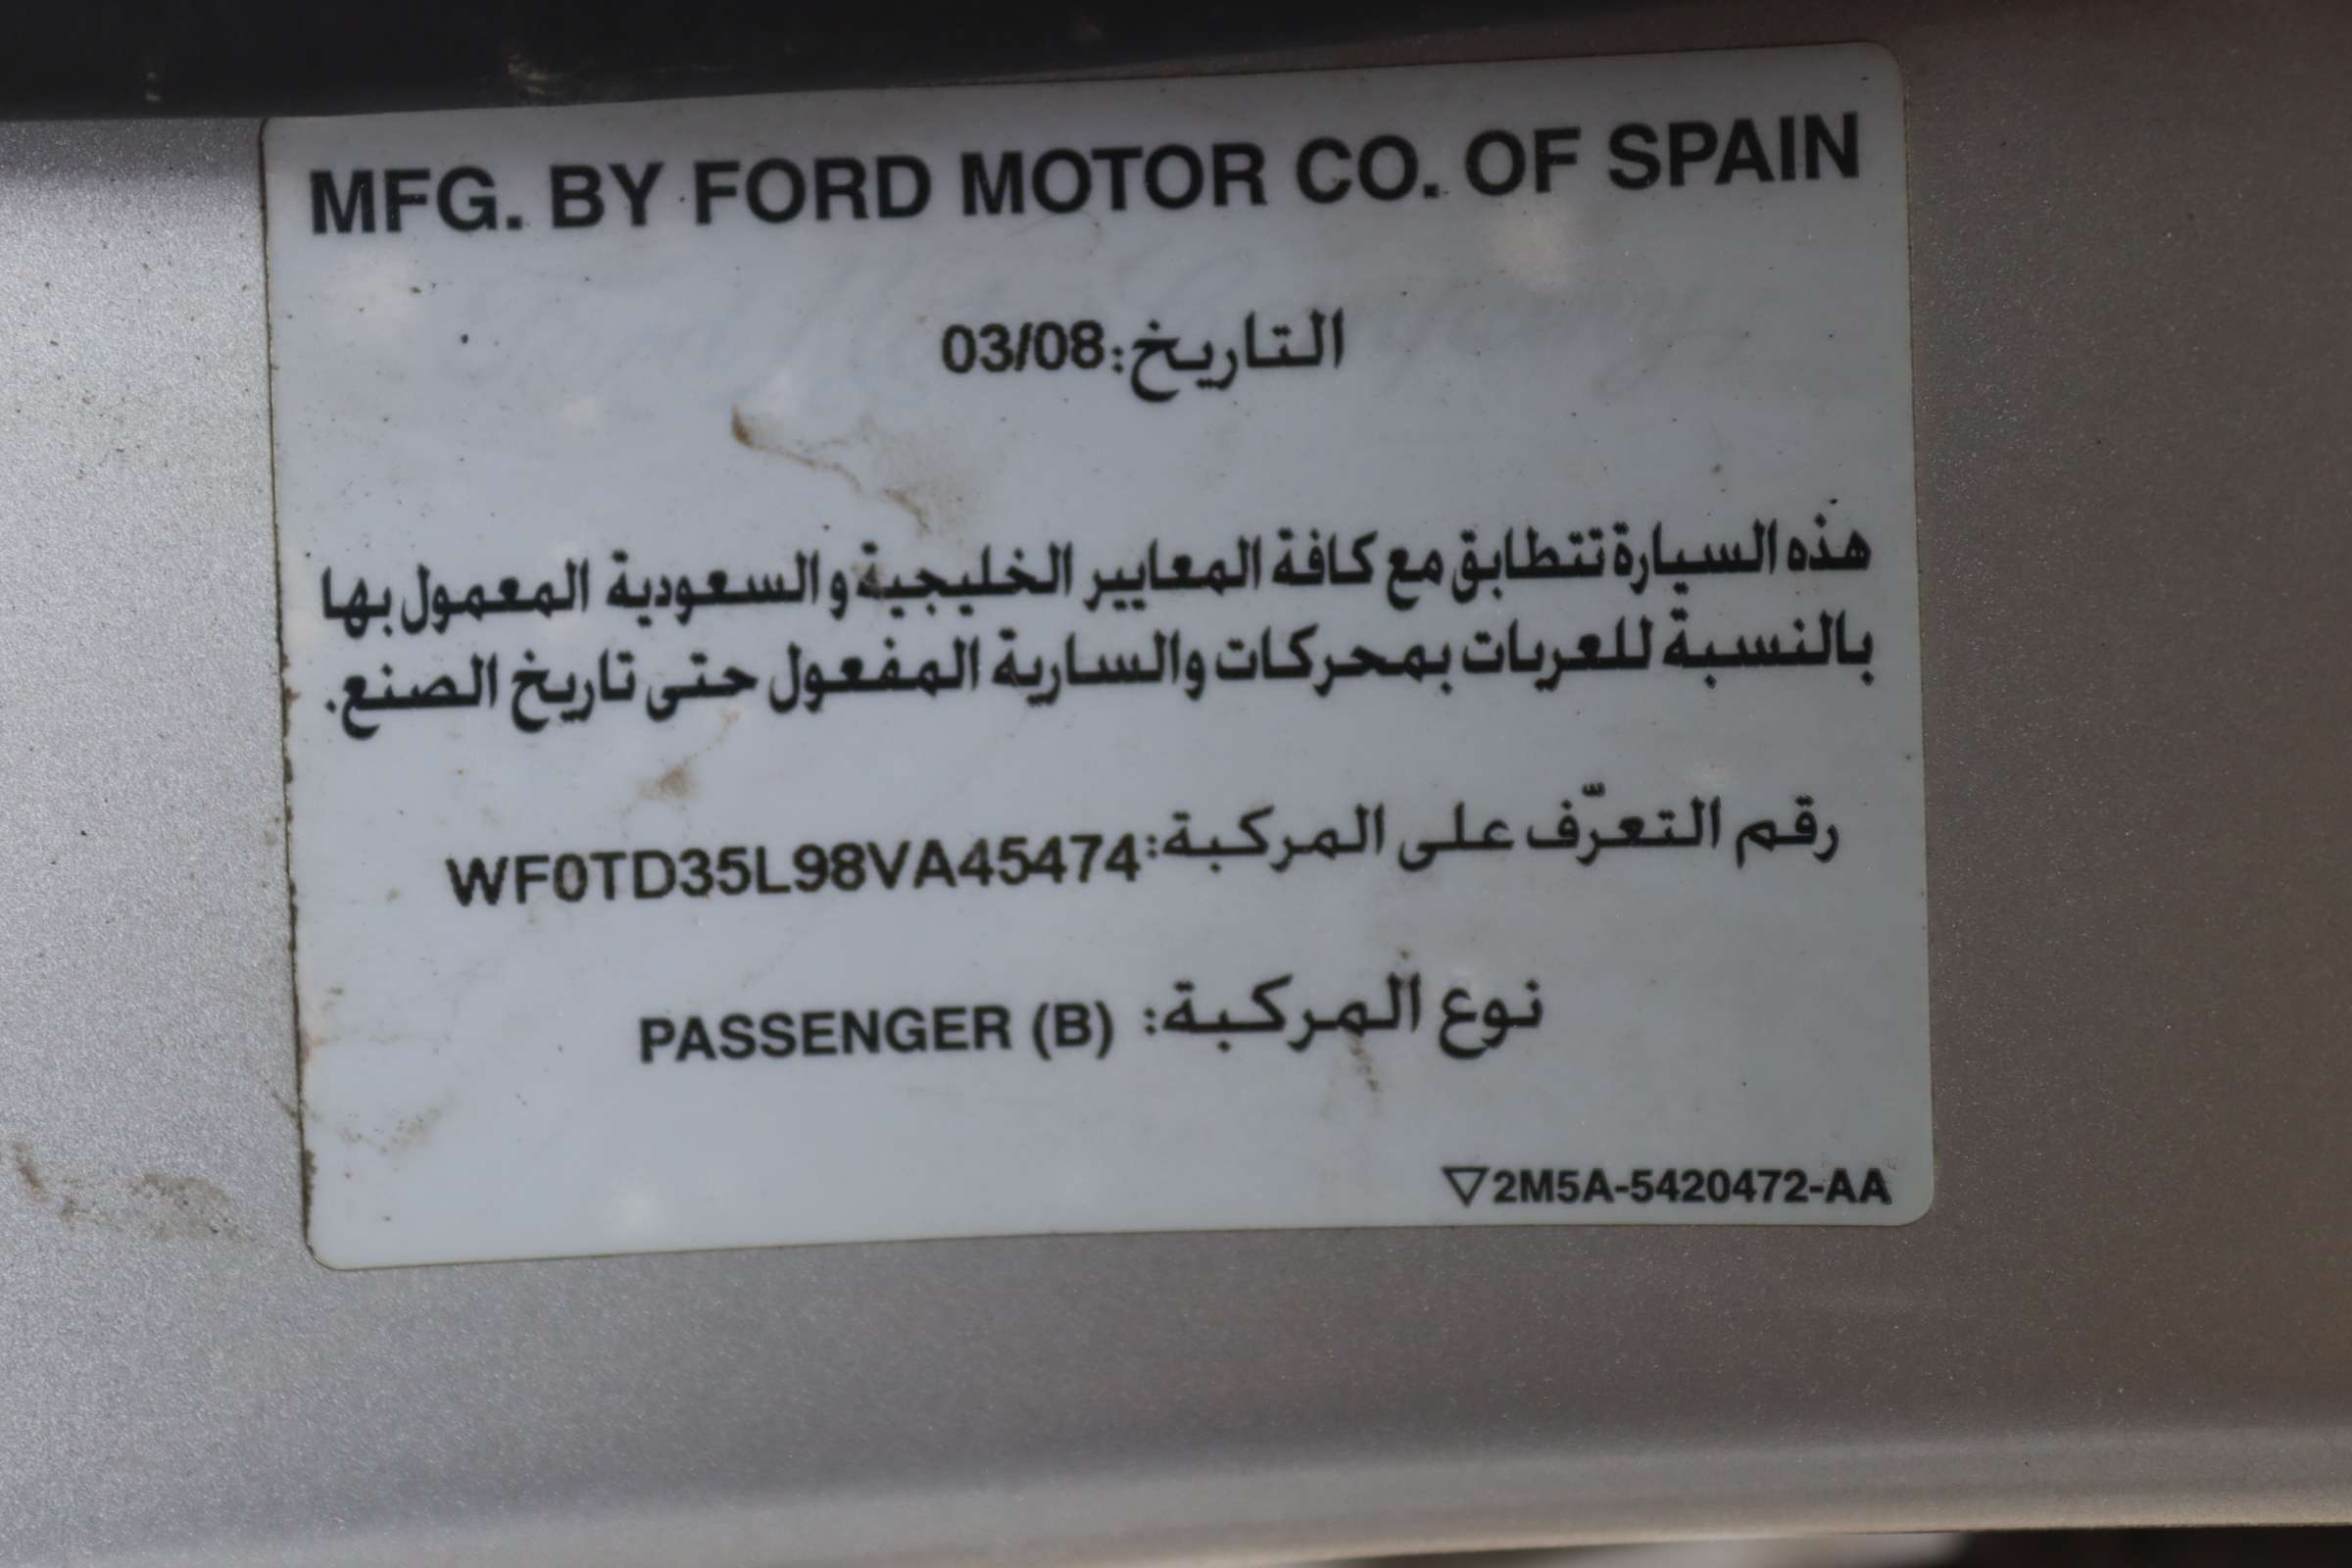 MFG. BY FORD MOTOR CO. OF SPAIN
التاريخ:03/08
هذه السيارة تتطابق مع كافة المعايير الخليجية والسعودية المعمول بها
بالنسبة للعربات بمحركات والسارية المفعول حتى تاريخ الصنع.
رقم التعرّف على المركبة:WF0TD35L98VA45474
نوع المركبة: PASSENGER (B)
▽2M5A-5420472-AA